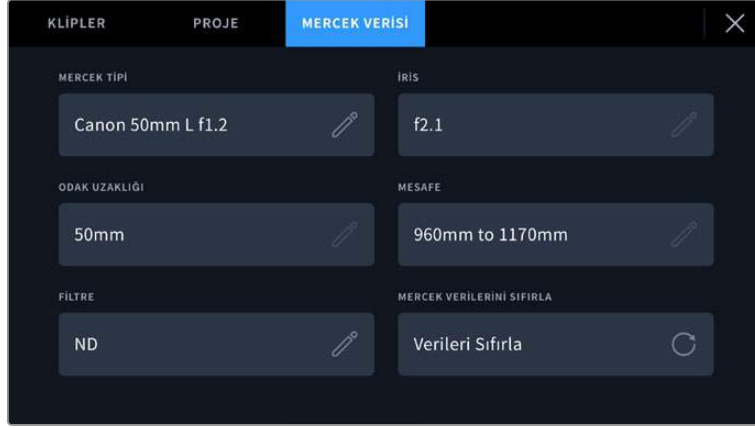 KLİPLER PROJE MERCEK VERİSİ
MERCEK TİPİ İRİS
Canon 50mm L f1.2 f2.1
ODAK UZAKLIĞI MESAFE
50mm 960mm to 1170mm
FİLTRE MERCEK VERİLERİNİ SIFIRLA
ND Verileri Sıfırla